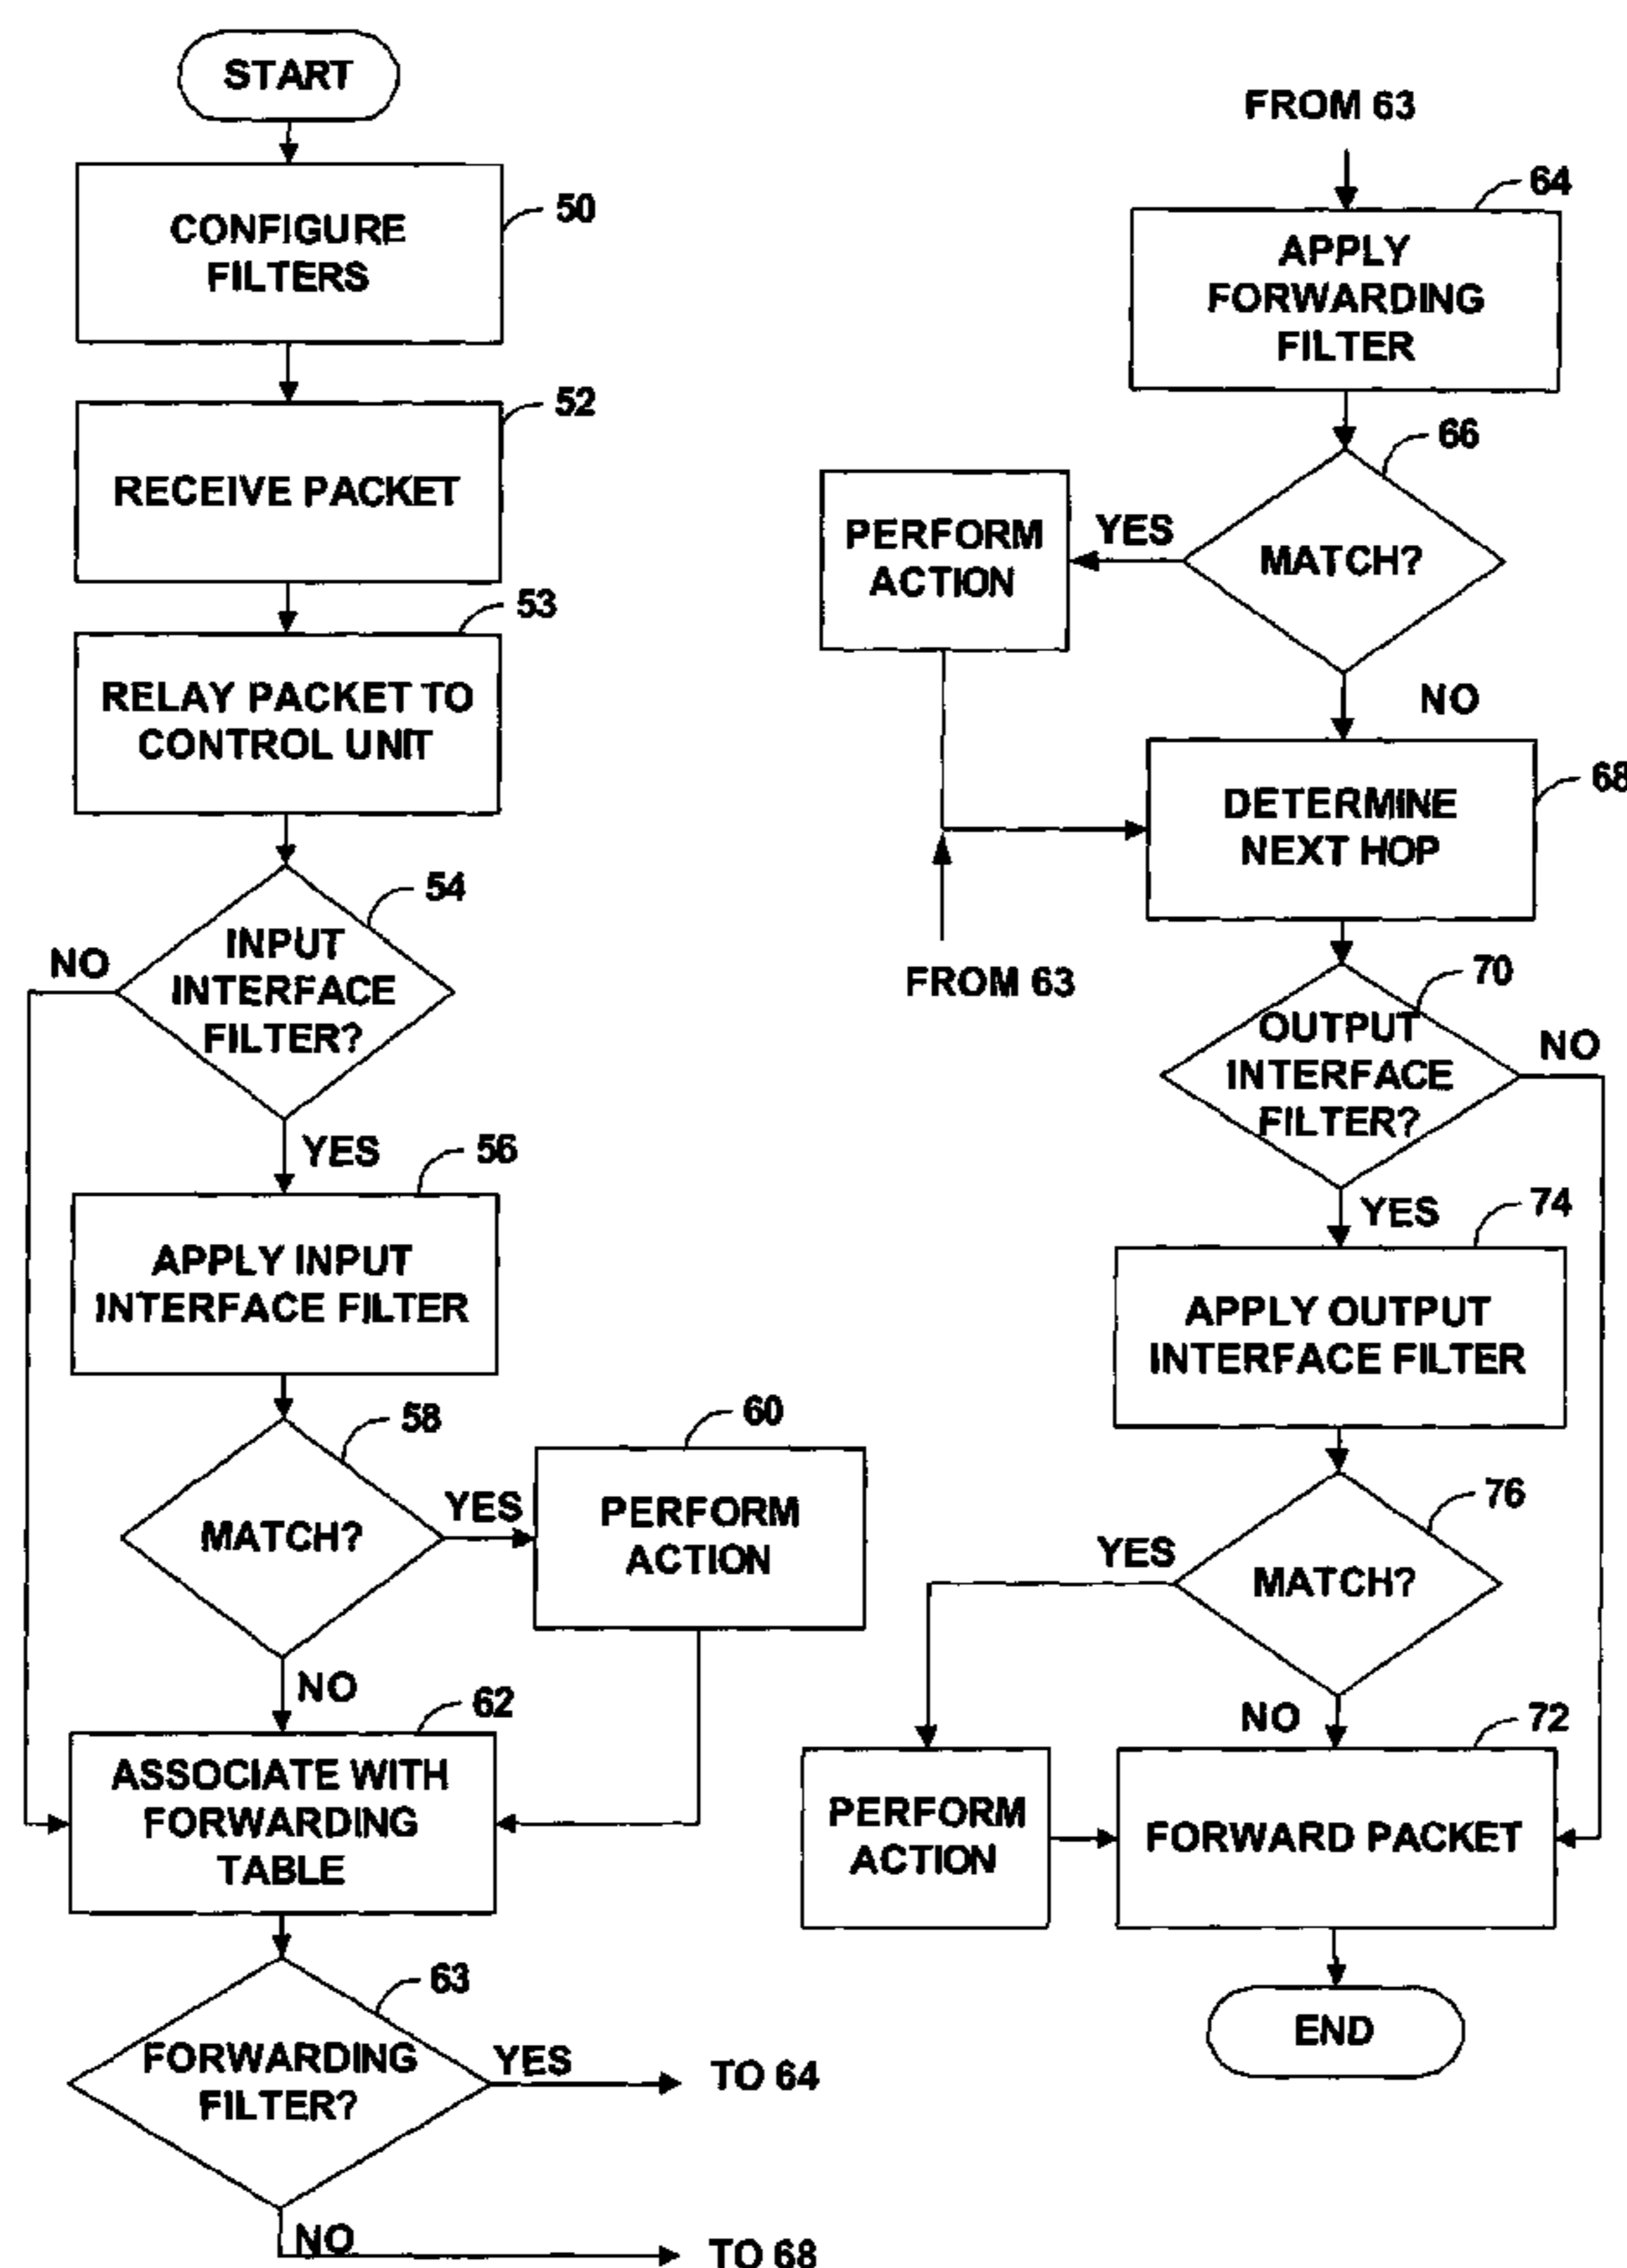 START
CONFIGURE
FILTERS
50
RECEIVE PACKET
52
RELAY PACKET TO
CONTROL UNIT
53
INPUT
INTERFACE
FILTER?
54
NO
YES
APPLY INPUT
INTERFACE FILTER
56
MATCH?
58
YES
PERFORM
ACTION
60
NO
ASSOCIATE WITH
FORWARDING
TABLE
62
FORWARDING
FILTER?
63
YES
TO 64
NO
TO 68
FROM 63
APPLY
FORWARDING
FILTER
64
MATCH?
66
YES
PERFORM
ACTION
NO
DETERMINE
NEXT HOP
68
FROM 63
OUTPUT
INTERFACE
FILTER?
70
NO
YES
APPLY OUTPUT
INTERFACE FILTER
74
MATCH?
76
YES
PERFORM
ACTION
NO
FORWARD PACKET
72
END